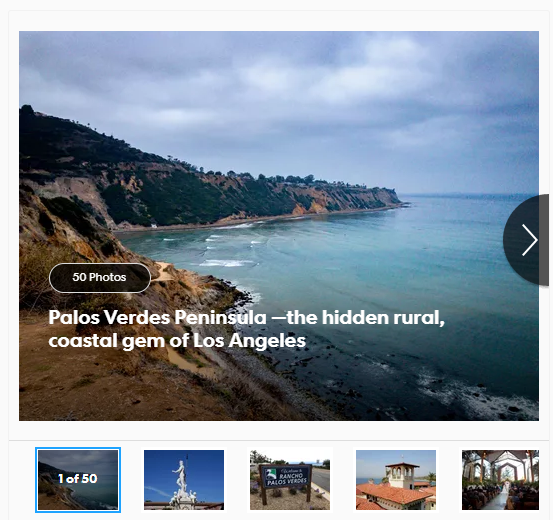 50 Photos
Palos Verdes Peninsula —the hidden rural,
coastal gem of Los Angeles
1 of 50
Welcome to
RANCHO
PALOS VERDES